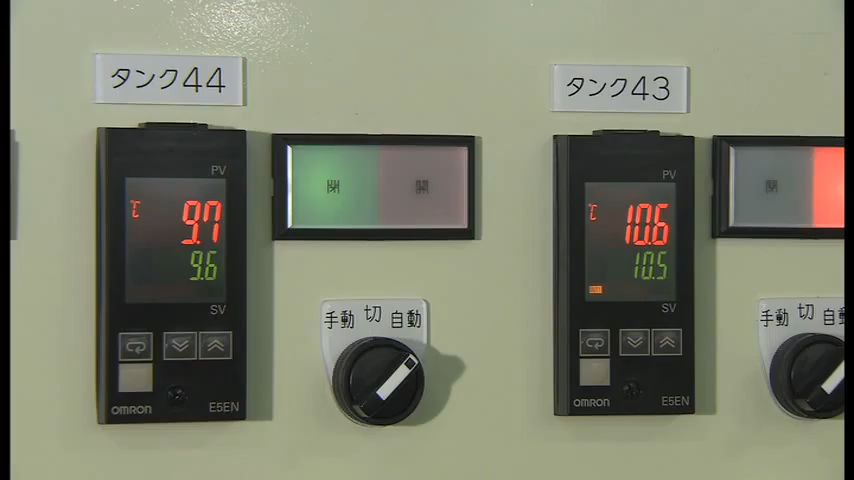 タンク44
PV
℃
9.7
9.6
SV
OMRON
E5EN
閉
開
手動
切
自動
タンク43
PV
℃
10.6
10.5
SV
OMRON
E5EN
閉
手動
切